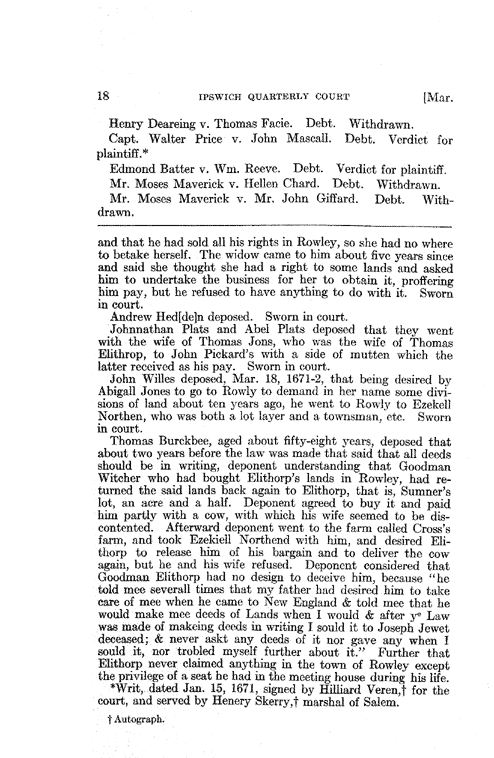 18 IPSWICH QUARTERLY COURT [Mar.
Henry Deareing v. Thomas Facie. Debt. Withdrawn.
Capt. Walter Price v. John Mascall. Debt. Verdict for
plaintiff.*
Edmond Batter v. Wm. Reeve. Debt. Verdict for plaintiff.
Mr. Moses Maverick v. Hellen Chard. Debt. Withdrawn.
Mr. Moses Maverick v. Mr. John Giffard. Debt. With-
drawn.
and that he had sold all his rights in Rowley, so she had no where
to betake herself. The widow came to him about five years since
and said she thought she had a right to some lands and asked
him to undertake the business for her to obtain it, proffering
him pay, but he refused to have anything to do with it. Sworn
in court.
Andrew Hed[de]n deposed. Sworn in court.
Johnnathan Plats and Abel Plats deposed that they went
with the wife of Thomas Jons, who was the wife of Thomas
Elithrop, to John Pickard's with a side of mutten which the
latter received as his pay. Sworn in court.
John Willes deposed, Mar. 18, 1671-2, that being desired by
Abigall Jones to go to Rowly to demand in her name some divi-
sions of land about ten years ago, he went to Rowly to Ezekell
Northen, who was both a lot layer and a townsman, etc. Sworn
in court.
Thomas Burckbee, aged about fifty-eight years, deposed that
about two years before the law was made that said that all deeds
should be in writing, deponent understanding that Goodman
Witcher who had bought Elithorp's lands in Rowley, had re-
turned the said lands back again to Elithorp, that is, Sumner's
lot, an acre and a half. Deponent agreed to buy it and paid
him partly with a cow, with which his wife seemed to be dis-
contented. Afterward deponent went to the farm called Cross's
farm, and took Ezekiell Northend with him, and desired Eli-
thorp to release him of his bargain and to deliver the cow
again, but he and his wife refused. Deponent considered that
Goodman Elithorp had no design to deceive him, because "he
told mee severall times that my father had desired him to take
care of mee when he came to New England & told mee that he
would make mee deeds of Lands when I would & after ye Law
was made of makeing deeds in writing I sould it to Joseph Jewet
deceased; & never askt any deeds of it nor gave any when I
sould it, nor trobled myself further about it." Further that
Elithorp never claimed anything in the town of Rowley except
the privilege of a seat he had in the meeting house during his life.
*Writ, dated Jan. 15, 1671, signed by Hilliard Veren,† for the
court, and served by Henery Skerry,† marshal of Salem.
† Autograph.